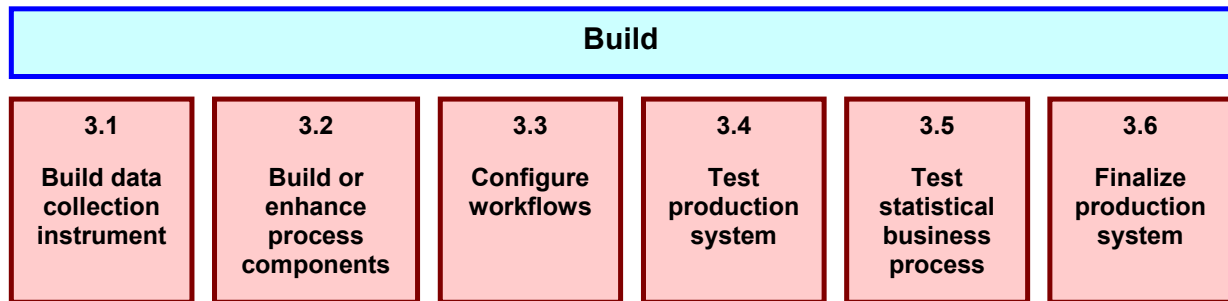 Build
3.1
Build data
collection
instrument
3.2
Build or
enhance
process
components
3.3
Configure
workflows
3.4
Test
production
system
3.5
Test
statistical
business
process
3.6
Finalize
production
system